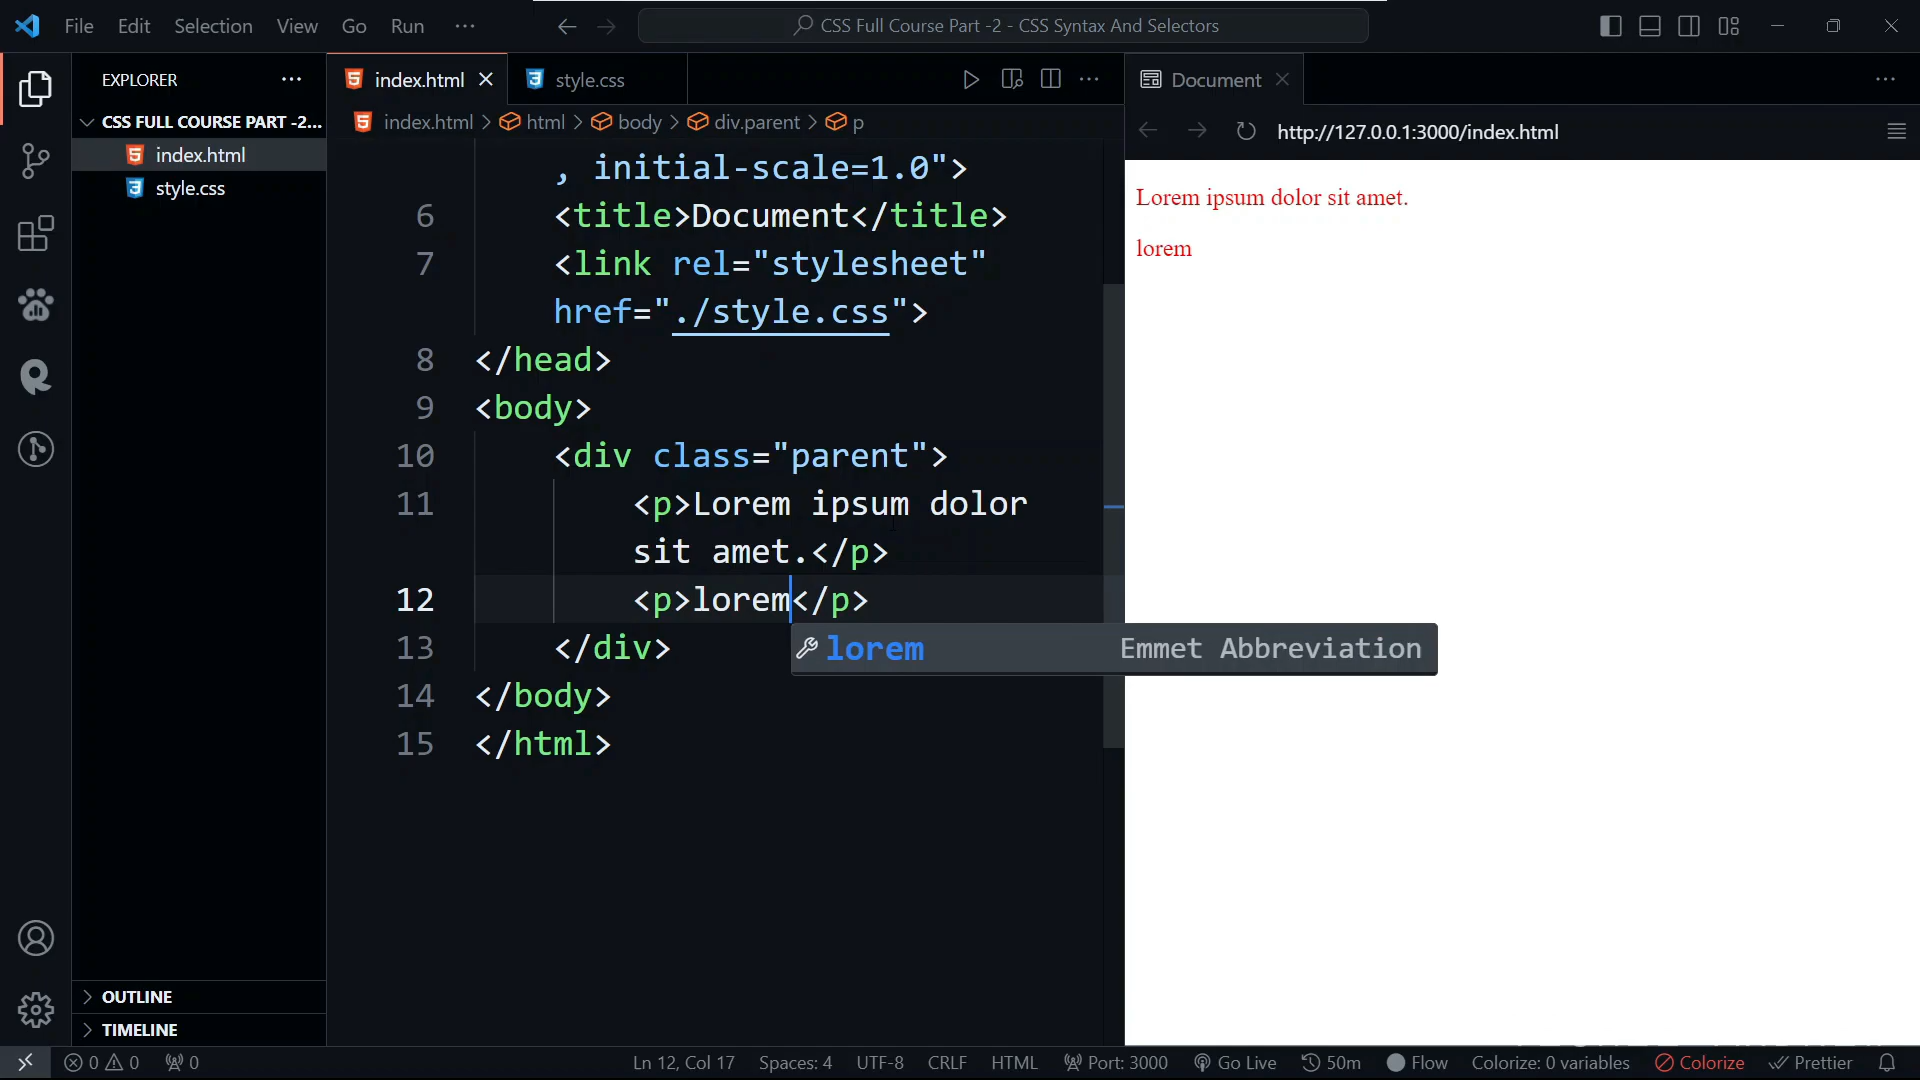 File Edit Selection View Go Run ··· CSS Full Course Part -2 - CSS Syntax And Selectors
EXPLORER ···
CSS FULL COURSE PART -2...
index.html
style.css
index.html style.css
index.html > html > body > div.parent > p
, initial-scale=1.0">
6 <title>Document</title>
7 <link rel="stylesheet"
href="./style.css">
8 </head>
9 <body>
10 <div class="parent">
11 <p>Lorem ipsum dolor
sit amet.</p>
12 <p>lorem</p>
lorem Emmet Abbreviation
13 </div>
14 </body>
15 </html>
Document
http://127.0.0.1:3000/index.html
Lorem ipsum dolor sit amet.
lorem
OUTLINE
TIMELINE
0 0 0 Ln 12, Col 17 Spaces: 4 UTF-8 CRLF HTML Port: 3000 Go Live 50m Flow Colorize: 0 variables Colorize Prettier